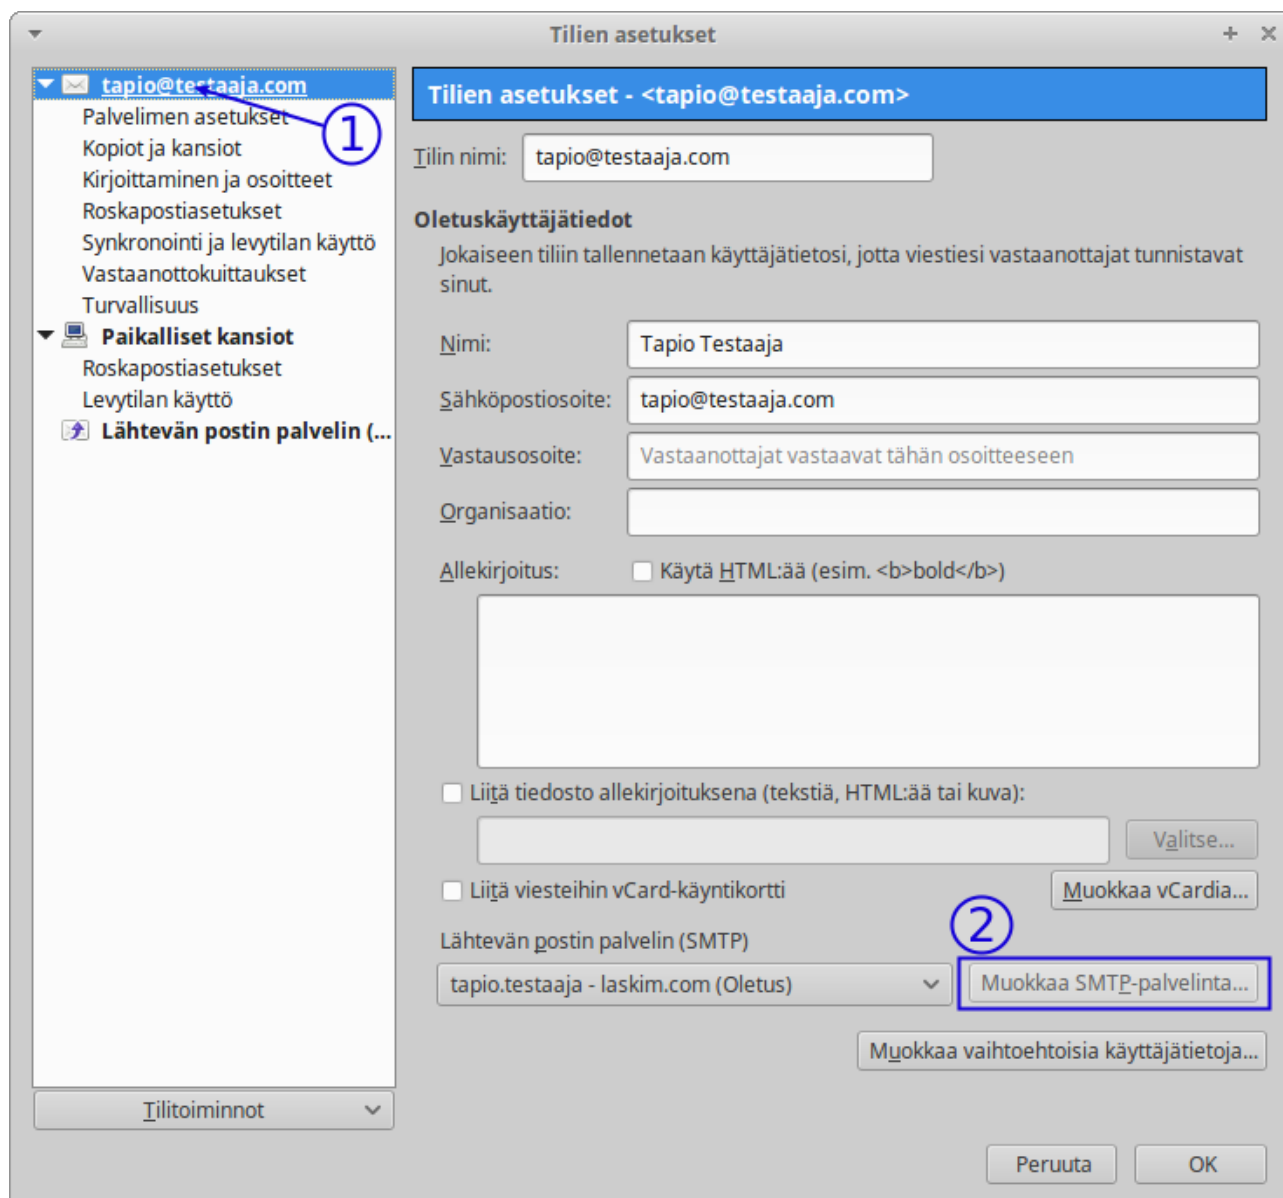 Tilien asetukset
tapio@testaaja.com
Palvelimen asetukset
1
Kopiot ja kansiot
Kirjoittaminen ja osoitteet
Roskapostiasetukset
Synkronointi ja levytilan käyttö
Vastaanottokuittaukset
Turvallisuus
Paikalliset kansiot
Roskapostiasetukset
Levytilan käyttö
Lähtevän postin palvelin (...
Tilitoiminnot
Tilien asetukset - <tapio@testaaja.com>
Tilin nimi: tapio@testaaja.com
Oletuskäyttäjätiedot
Jokaiseen tiliin tallennetaan käyttäjätietosi, jotta viestiesi vastaanottajat tunnistavat
sinut.
Nimi: Tapio Testaaja
Sähköpostiosoite: tapio@testaaja.com
Vastausosoite: Vastaanottajat vastaavat tähän osoitteeseen
Organisaatio:
Allekirjoitus: Käytä HTML:ää (esim. <b>bold</b>)
Liitä tiedosto allekirjoituksena (tekstiä, HTML:ää tai kuva):
Valitse...
Liitä viesteihin vCard-käyntikortti Muokkaa vCardia...
2
Lähtevän postin palvelin (SMTP)
tapio.testaaja - laskim.com (Oletus) Muokkaa SMTP-palvelinta...
Muokkaa vaihtoehtoisia käyttäjätietoja...
Peruuta OK